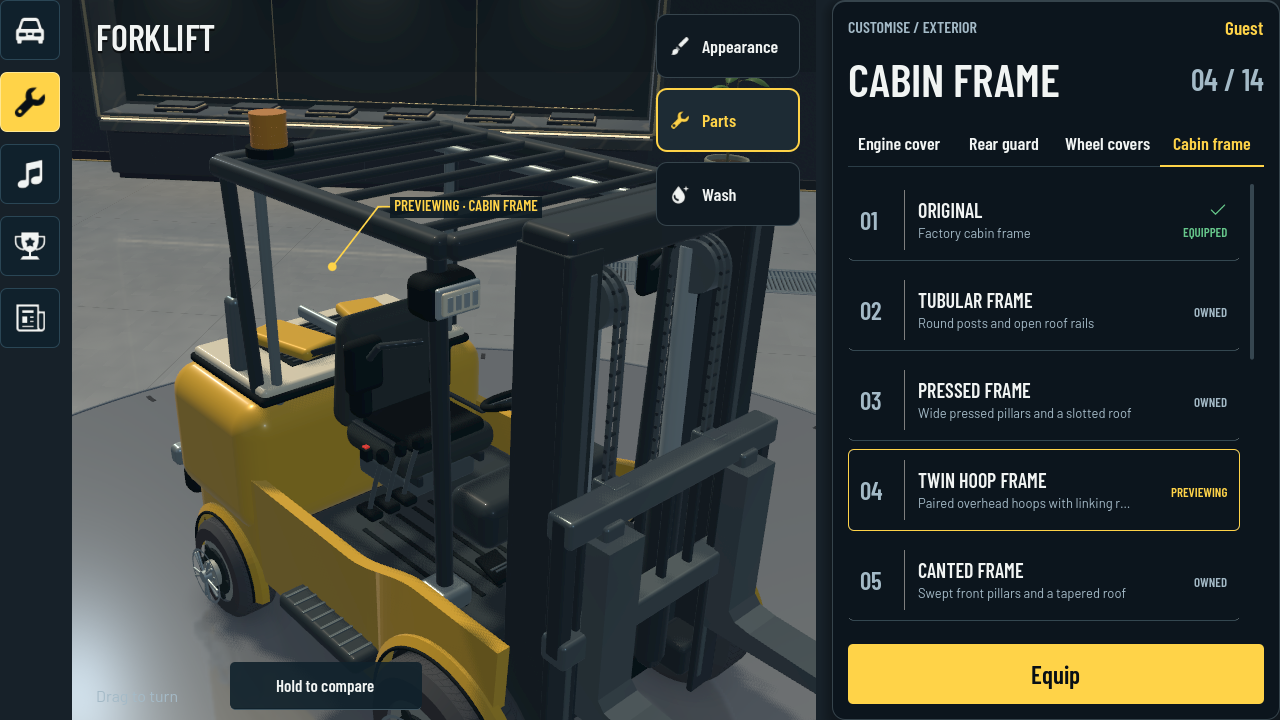 FORKLIFT
Appearance
Parts
Wash
PREVIEWING · CABIN FRAME
Drag to turn
Hold to compare
CUSTOMISE / EXTERIOR
Guest
CABIN FRAME
04 / 14
Engine cover
Rear guard
Wheel covers
Cabin frame
01
ORIGINAL
Factory cabin frame
EQUIPPED
02
TUBULAR FRAME
Round posts and open roof rails
OWNED
03
PRESSED FRAME
Wide pressed pillars and a slotted roof
OWNED
04
TWIN HOOP FRAME
Paired overhead hoops with linking r...
PREVIEWING
05
CANTED FRAME
Swept front pillars and a tapered roof
OWNED
Equip